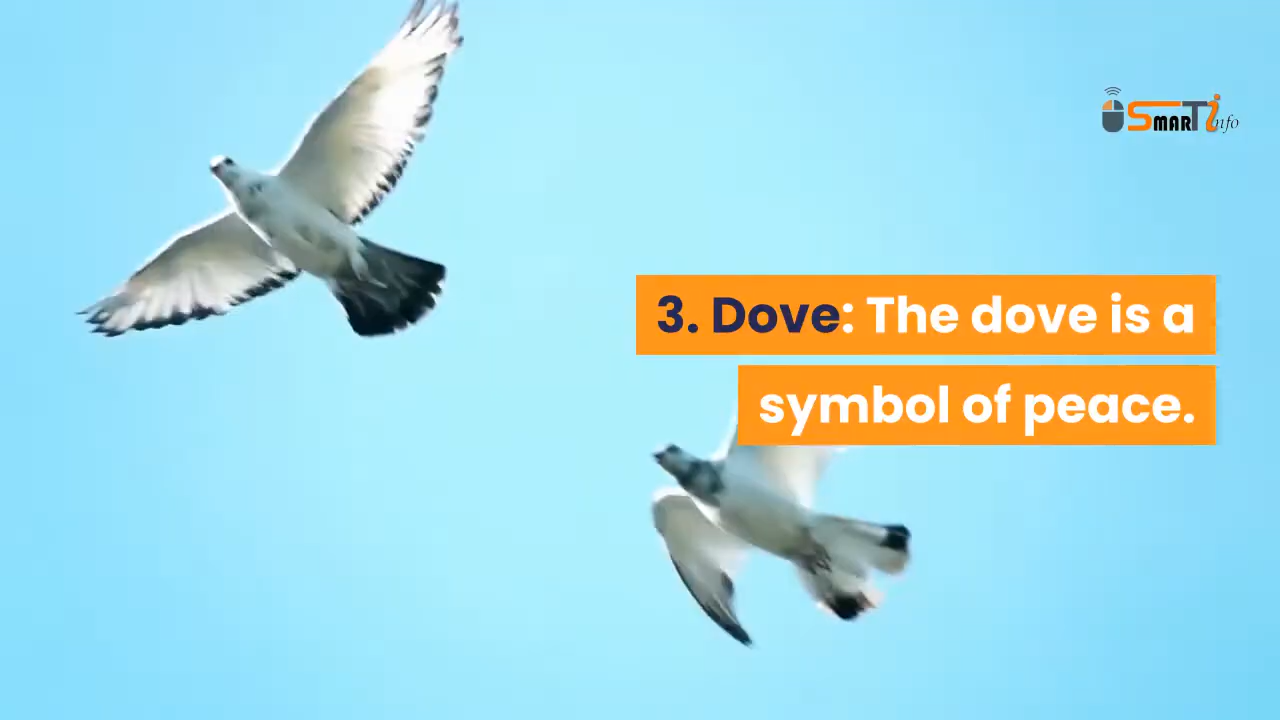 SMARTinfo
3. Dove: The dove is a
symbol of peace.